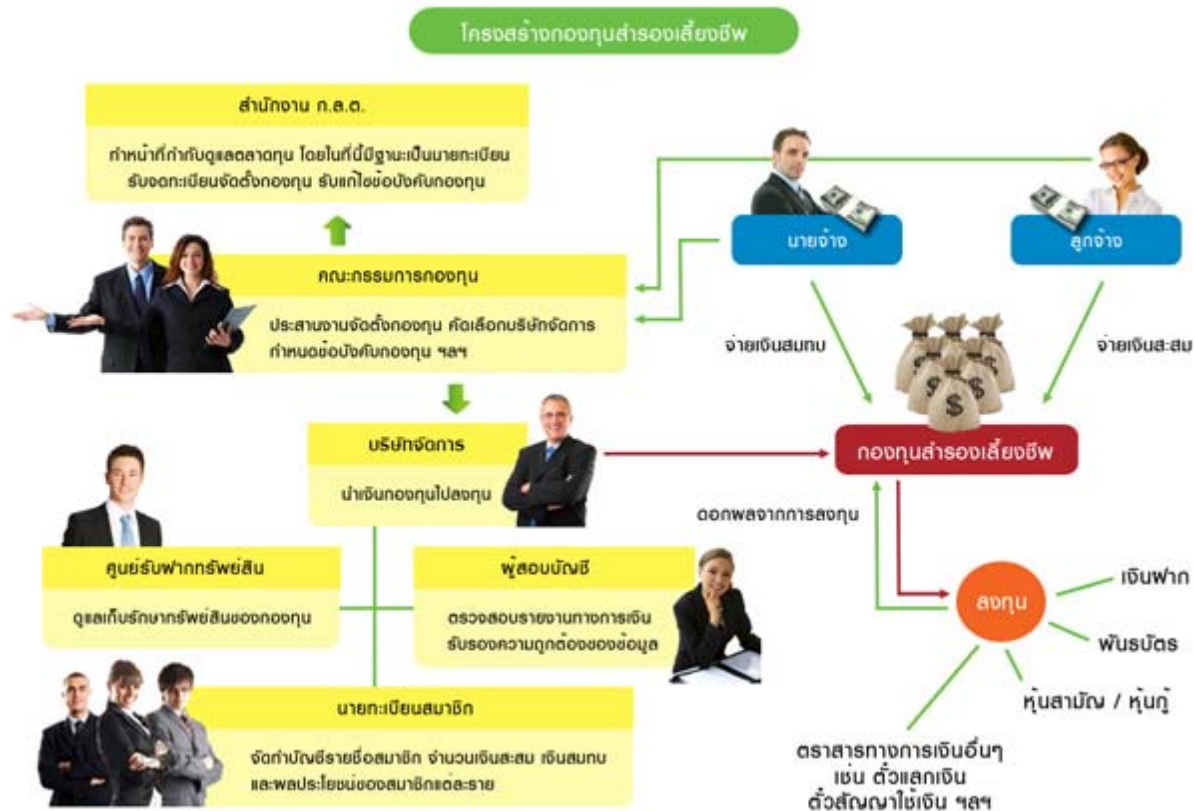 โครงสร้างกองทุนสำรองเลี้ยงชีพ
สำนักงาน ก.ล.ต.
ทำหน้าที่กำกับดูแลตลาดทุน โดยในที่นี้มีฐานะเป็นนายทะเบียน
รับจดทะเบียนจัดตั้งกองทุน รับแก้ไขข้อบังคับกองทุน
นายจ้าง
ลูกจ้าง
คณะกรรมการกองทุน
ประสานงานจัดตั้งกองทุน คัดเลือกบริษัทจัดการ
กำหนดข้อบังคับกองทุน ฯลฯ
จ่ายเงินสมทบ
จ่ายเงินสะสม
บริษัทจัดการ
นำเงินกองทุนไปลงทุน
กองทุนสำรองเลี้ยงชีพ
ดอกผลจากการลงทุน
ศูนย์รับฝากทรัพย์สิน
ดูแลเก็บรักษาทรัพย์สินของกองทุน
ผู้สอบบัญชี
ตรวจสอบรายงานทางการเงิน
รับรองความถูกต้องของข้อมูล
ลงทุน
เงินฝาก
พันธบัตร
หุ้นสามัญ / หุ้นกู้
ตราสารทางการเงินอื่นๆ
เช่น ตั๋วแลกเงิน
ตั๋วสัญญาใช้เงิน ฯลฯ
นายทะเบียนสมาชิก
จัดทำบัญชีรายชื่อสมาชิก จำนวนเงินสะสม เงินสมทบ
และผลประโยชน์ของสมาชิกแต่ละราย